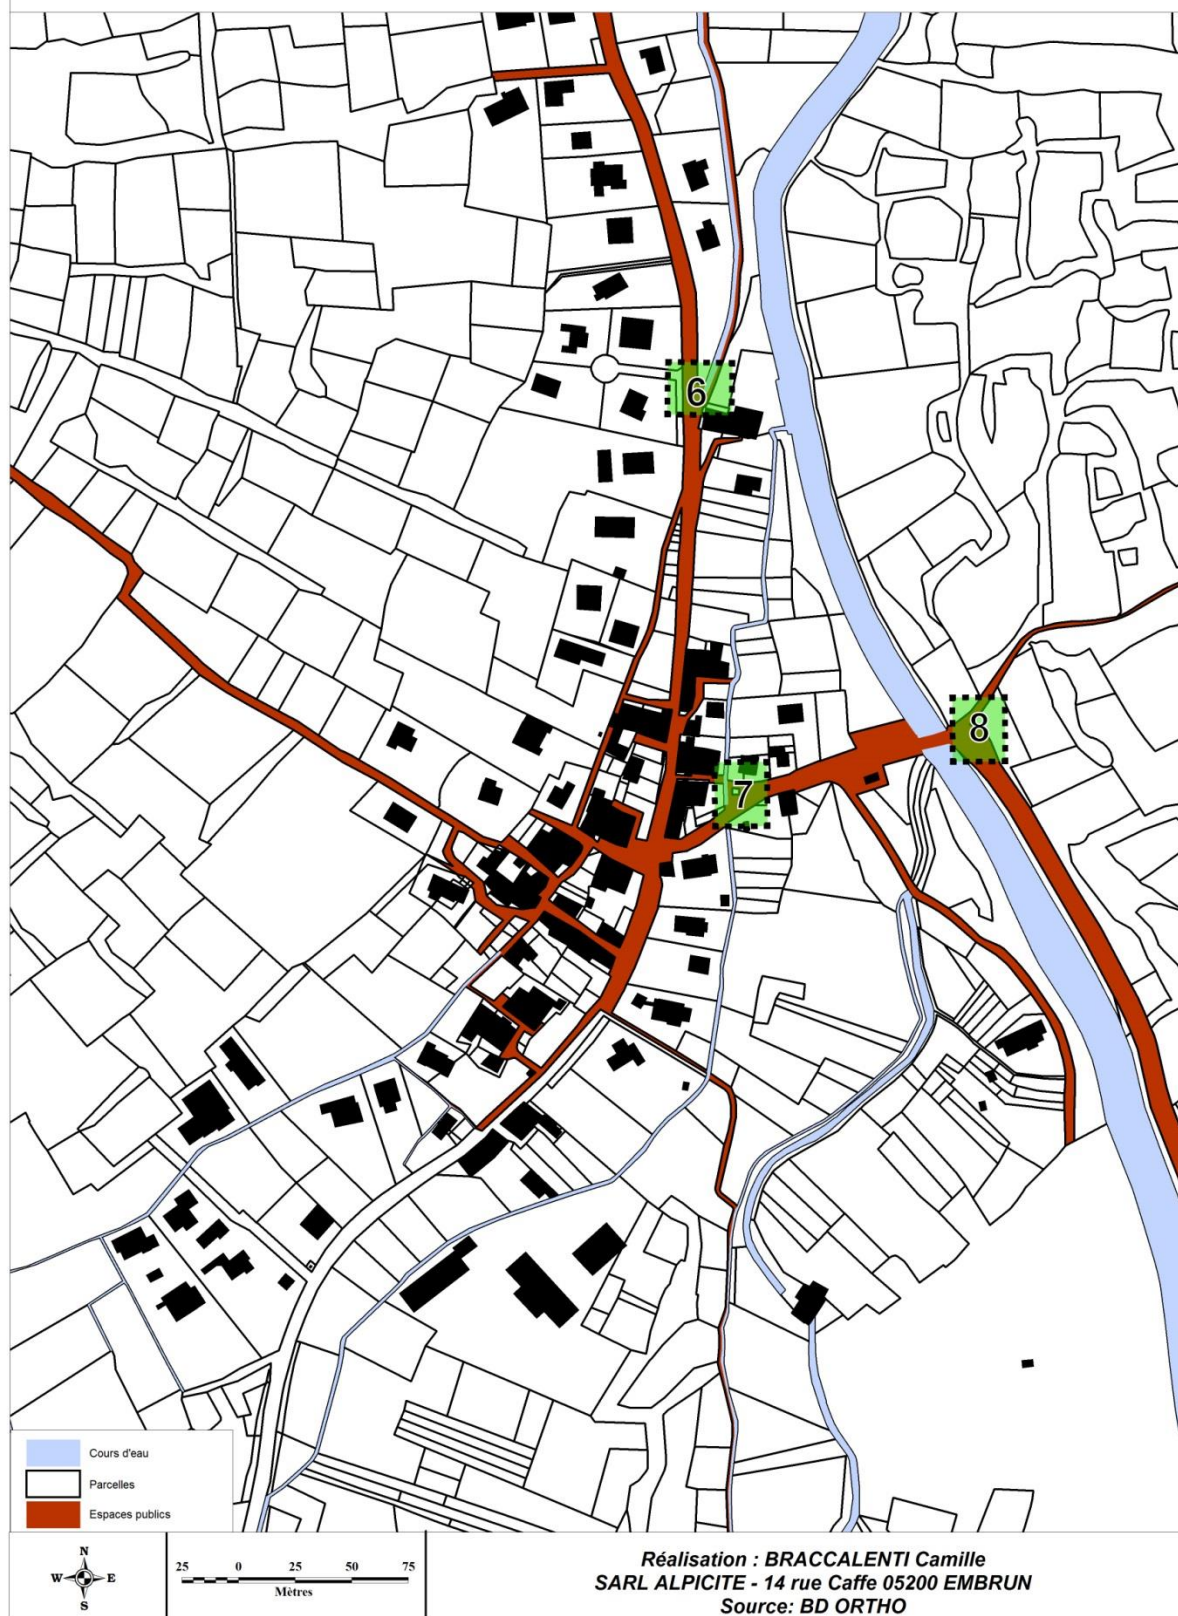 6
8
7
Cours d'eau
Parcelles
Espaces publics
N
W E
S
25 0 25 50 75
Mètres
Réalisation : BRACCALENTI Camille
SARL ALPICITE - 14 rue Caffe 05200 EMBRUN
Source: BD ORTHO